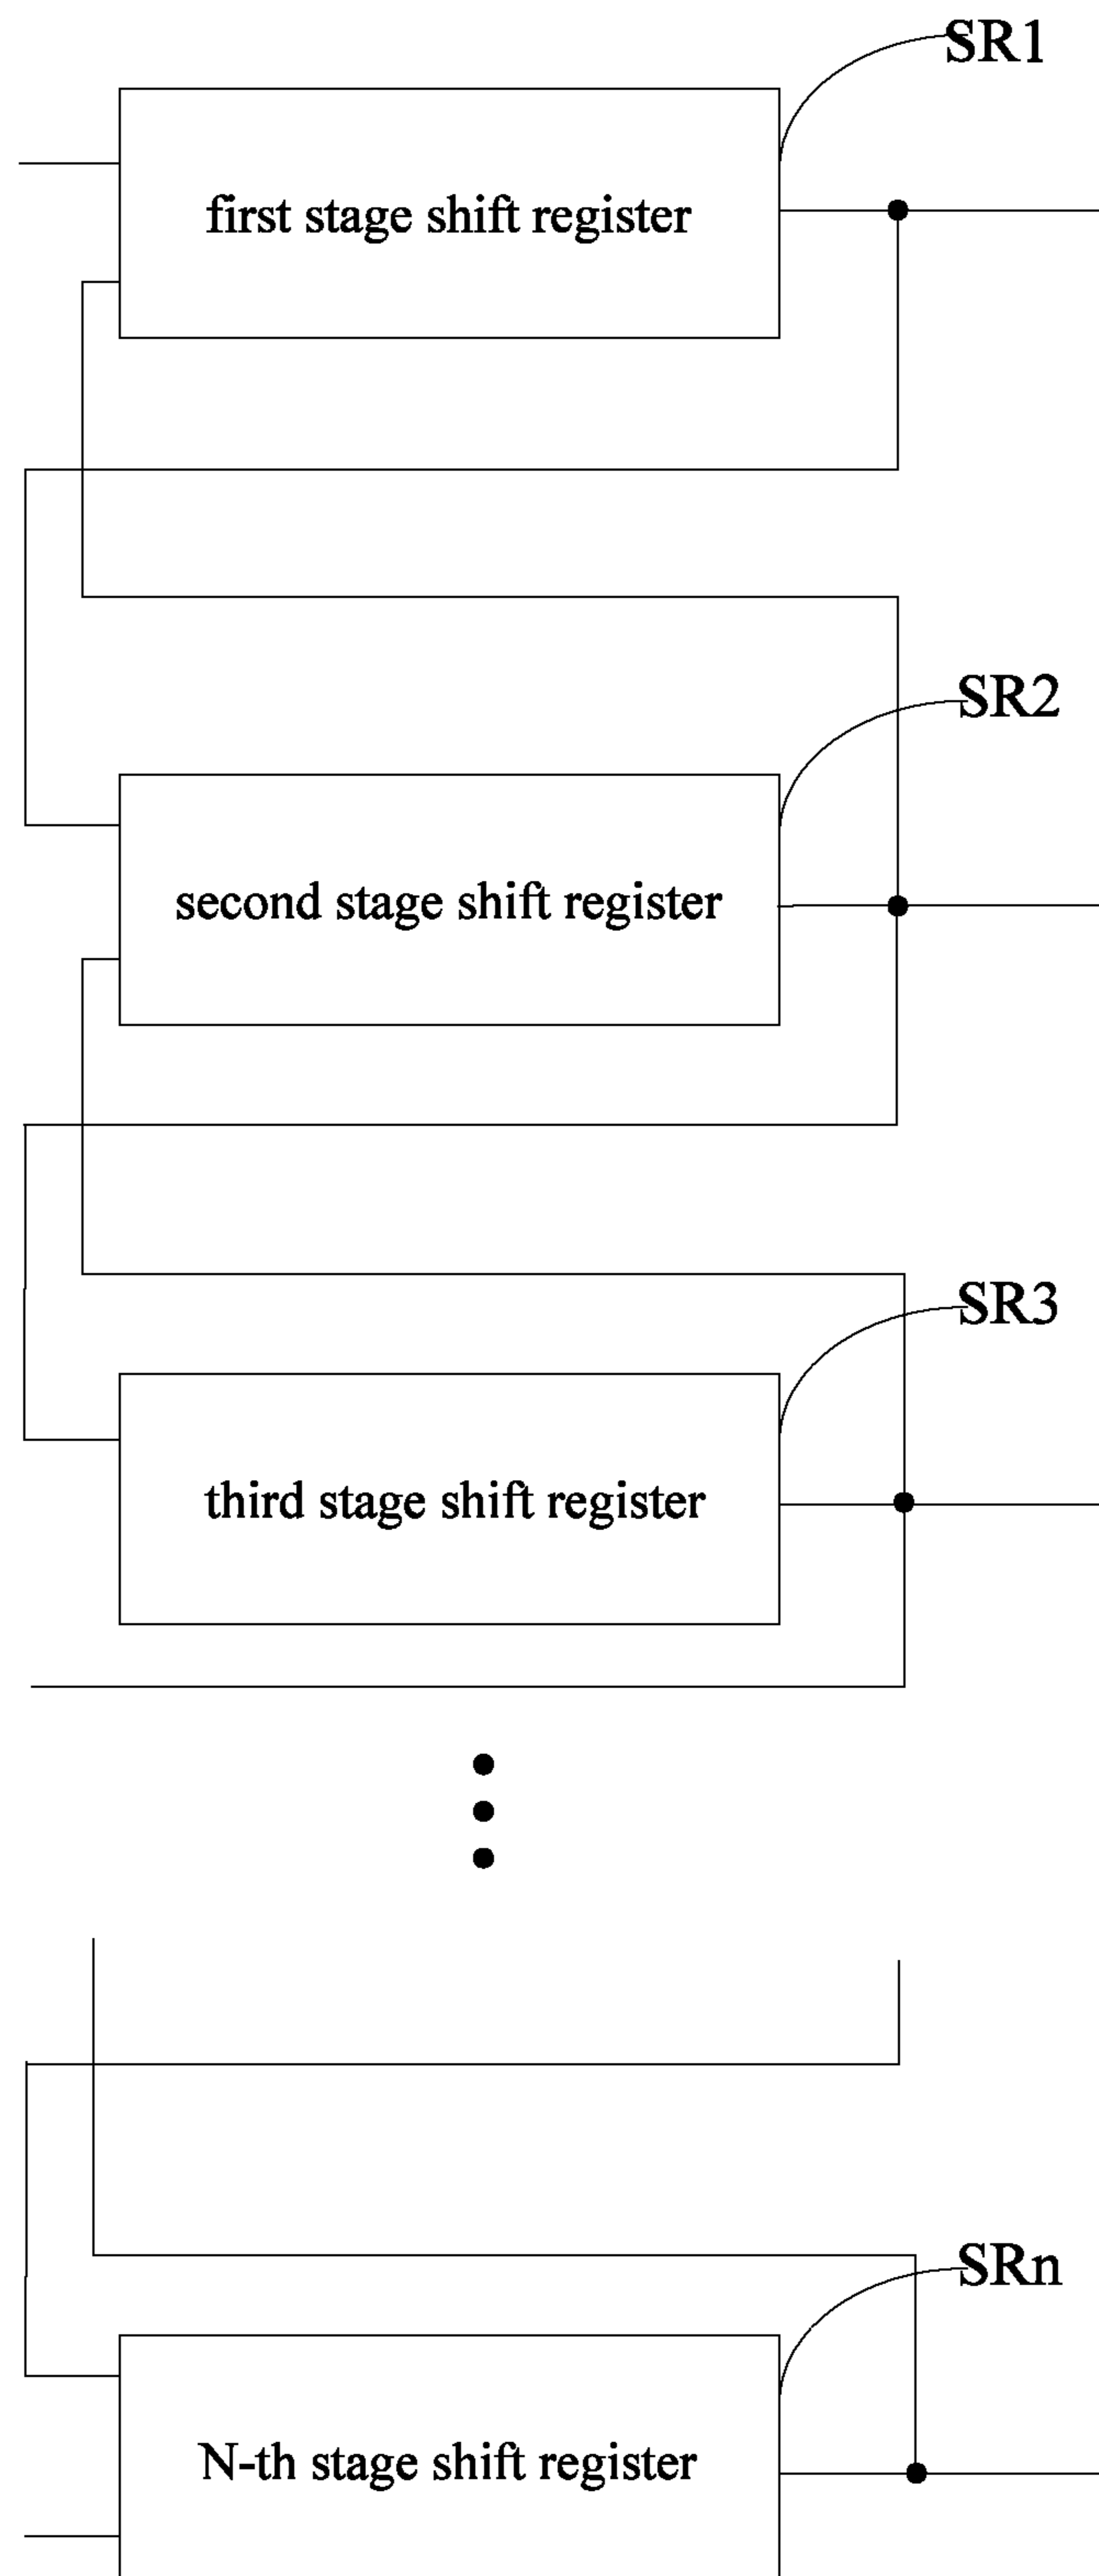 SR1
first stage shift register
SR2
second stage shift register
SR3
third stage shift register
SRn
N-th stage shift register